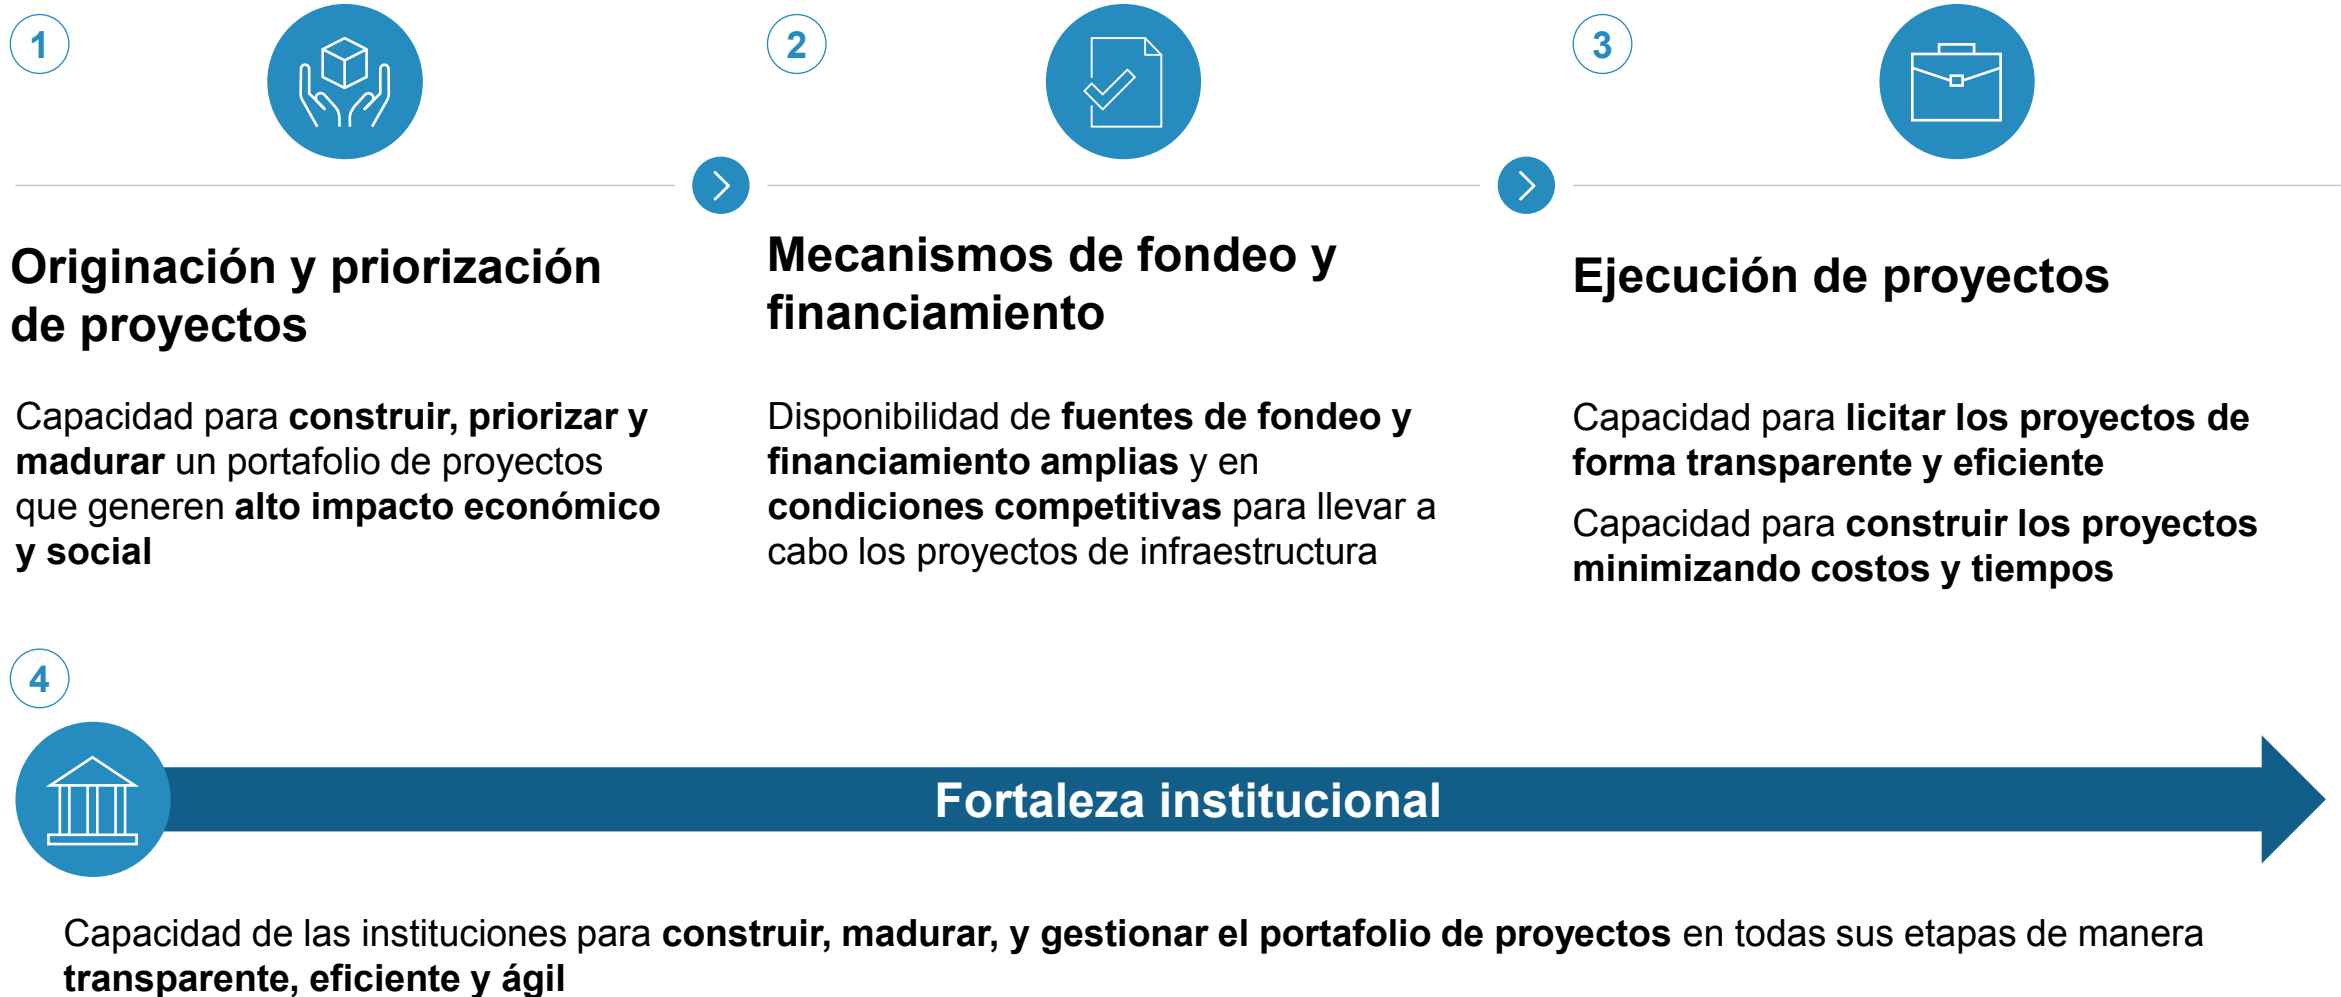 1
Originación y priorización
de proyectos
Capacidad para construir, priorizar y
madurar un portafolio de proyectos
que generen alto impacto económico
y social
2
Mecanismos de fondeo y
financiamiento
Disponibilidad de fuentes de fondeo y
financiamiento amplias y en
condiciones competitivas para llevar a
cabo los proyectos de infraestructura
3
Ejecución de proyectos
Capacidad para licitar los proyectos de
forma transparente y eficiente
Capacidad para construir los proyectos
minimizando costos y tiempos
4
Fortaleza institucional
Capacidad de las instituciones para construir, madurar, y gestionar el portafolio de proyectos en todas sus etapas de manera
transparente, eficiente y ágil